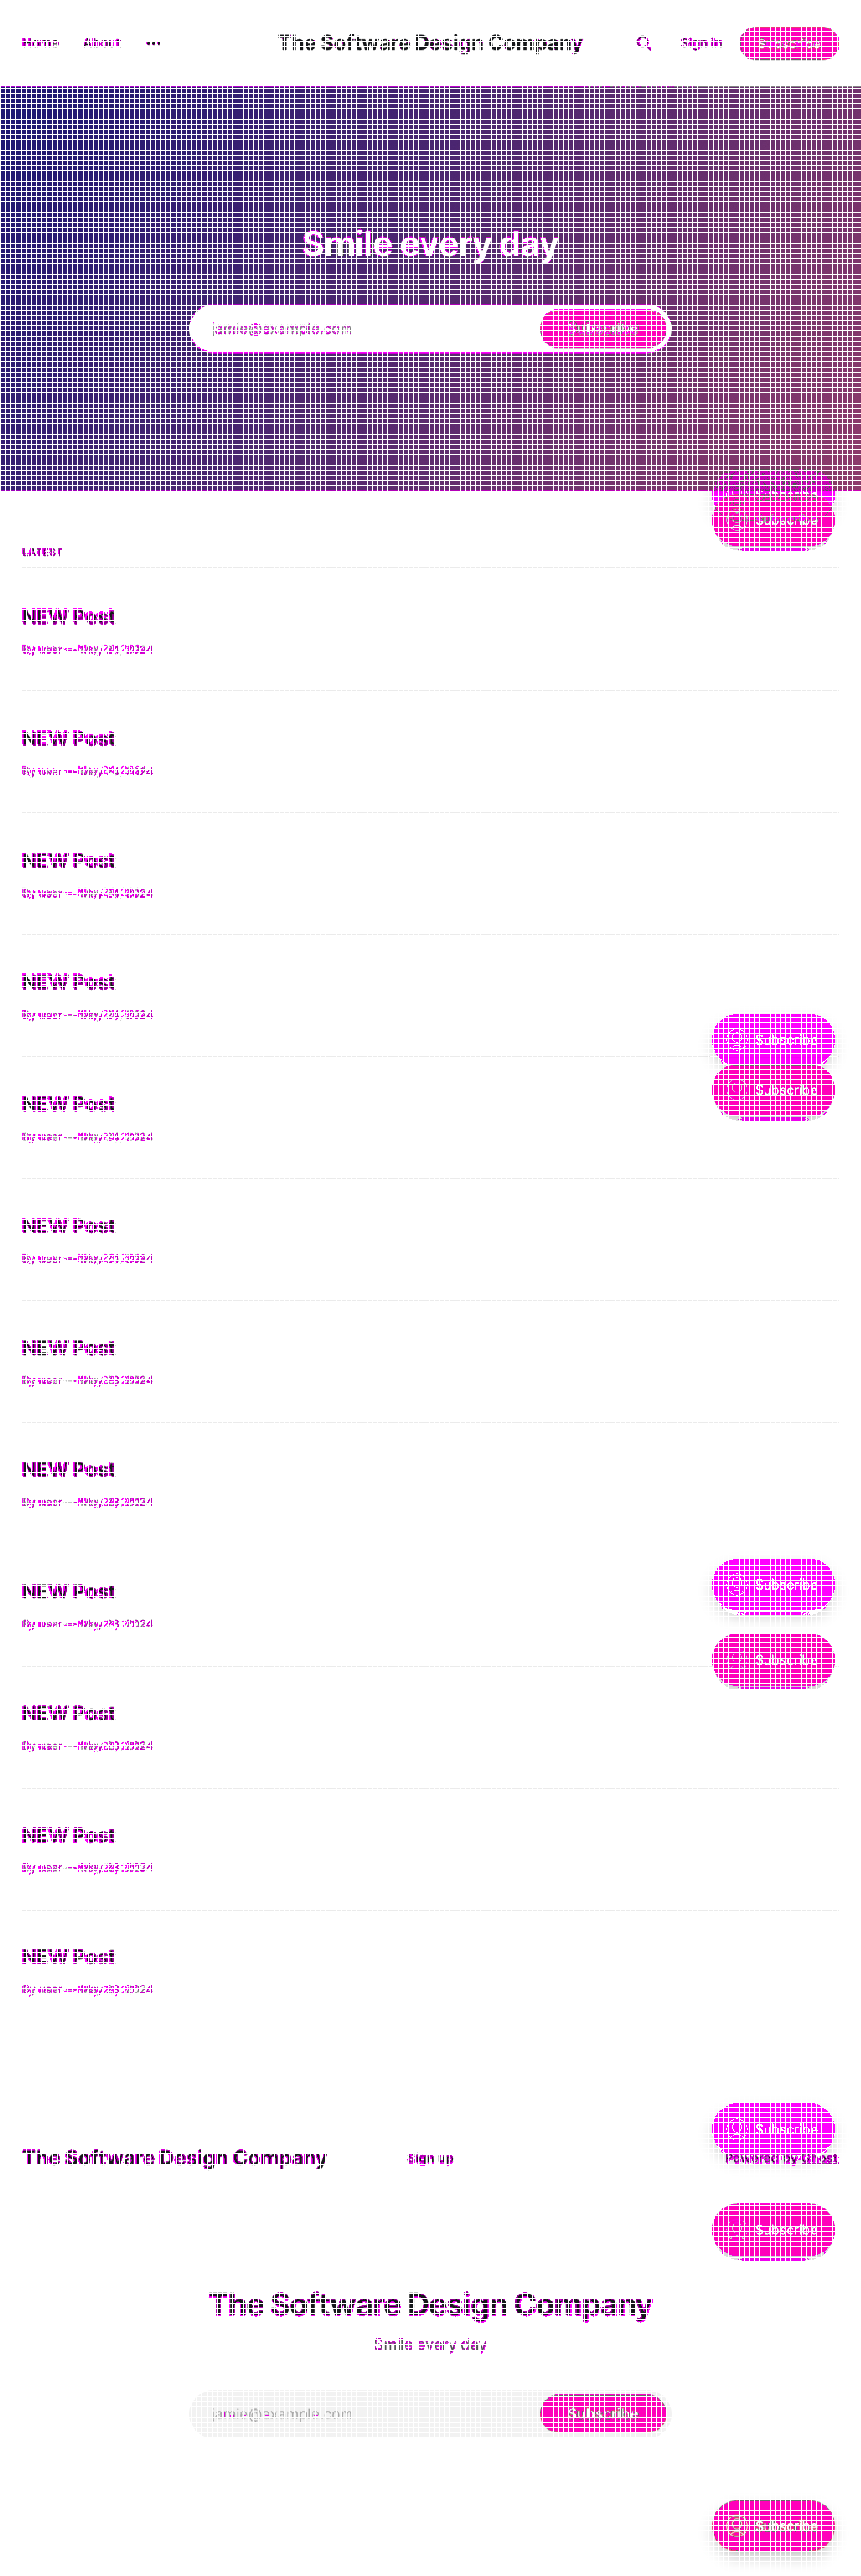 Home About ··· The Software Design Company Sign in Subscribe
Smile every day
jamie@example.com Subscribe
Subscribe
LATEST
NEW Post
By user — May 24, 2024
NEW Post
By user — May 24, 2024
NEW Post
By user — May 24, 2024
NEW Post
By user — May 24, 2024
Subscribe
NEW Post
Subscribe
By user — May 24, 2024
NEW Post
By user — May 24, 2024
NEW Post
By user — May 23, 2024
NEW Post
By user — May 23, 2024
NEW Post
Subscribe
By user — May 23, 2024
Subscribe
NEW Post
By user — May 23, 2024
NEW Post
By user — May 23, 2024
NEW Post
By user — May 23, 2024
Subscribe
The Software Design Company Sign up Powered by Ghost
Subscribe
The Software Design Company
Smile every day
jamie@example.com Subscribe
Subscribe